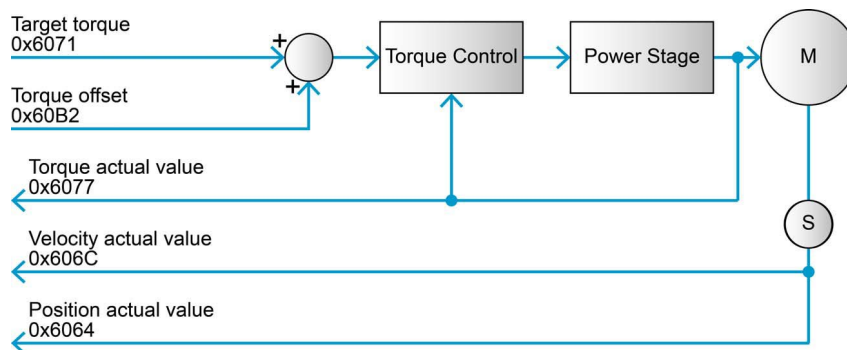 Target torque
0x6071
+
Torque Control
Power Stage
M
+
Torque offset
0x60B2
Torque actual value
0x6077
S
Velocity actual value
0x606C
Position actual value
0x6064